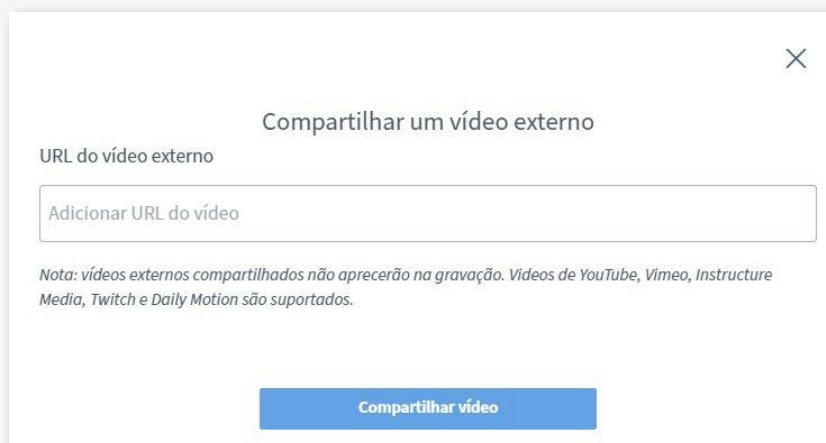 Compartilhar um vídeo externo
URL do vídeo externo
Adicionar URL do vídeo
Nota: vídeos externos compartilhados não aprecerão na gravação. Videos de YouTube, Vimeo, Instructure
Media, Twitch e Daily Motion são suportados.
Compartilhar vídeo